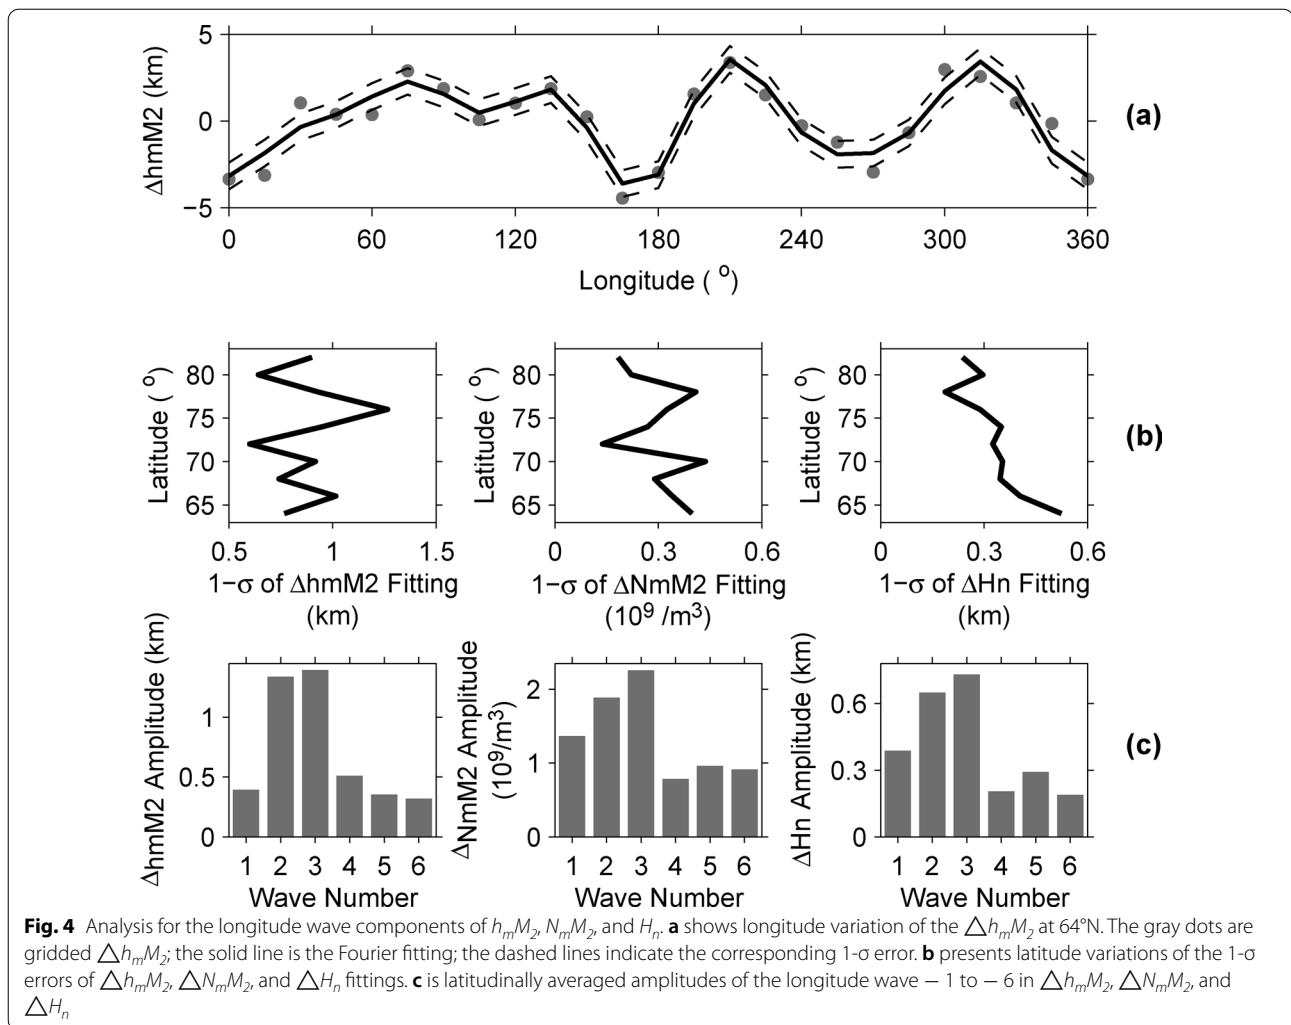 5
0
−5
ΔhmM2 (km)
0 60 120 180 240 300 360
Longitude ( o)
(a)
80
75
70
65
Latitude ( o)
0.5 1 1.5
1−σ of ΔhmM2 Fitting
(km)
80
75
70
65
Latitude ( o)
0 0.3 0.6
1−σ of ΔNmM2 Fitting
(10^9 /m^3)
80
75
70
65
Latitude ( o)
0 0.3 0.6
1−σ of ΔHn Fitting
(km)
(b)
ΔhmM2 Amplitude (km)
1
0.5
0
1 2 3 4 5 6
Wave Number
ΔNmM2 Amplitude
(10^9/m^3)
2
1
0
1 2 3 4 5 6
Wave Number
ΔHn Amplitude (km)
0.6
0.3
0
1 2 3 4 5 6
Wave Number
(c)
Fig. 4 Analysis for the longitude wave components of hmM2, NmM2, and Hn. a shows longitude variation of the △hmM2 at 64°N. The gray dots are
gridded △hmM2; the solid line is the Fourier fitting; the dashed lines indicate the corresponding 1-σ error. b presents latitude variations of the 1-σ
errors of △hmM2, △NmM2, and △Hn fittings. c is latitudinally averaged amplitudes of the longitude wave − 1 to − 6 in △hmM2, △NmM2, and
△Hn